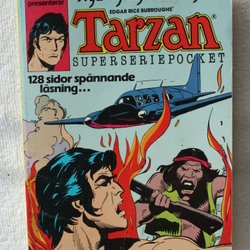 presenterar
EDGAR RICE BURROUGHS'
Tarzan®
SUPERSERIEPOCKET
128 sidor spännande
läsning...